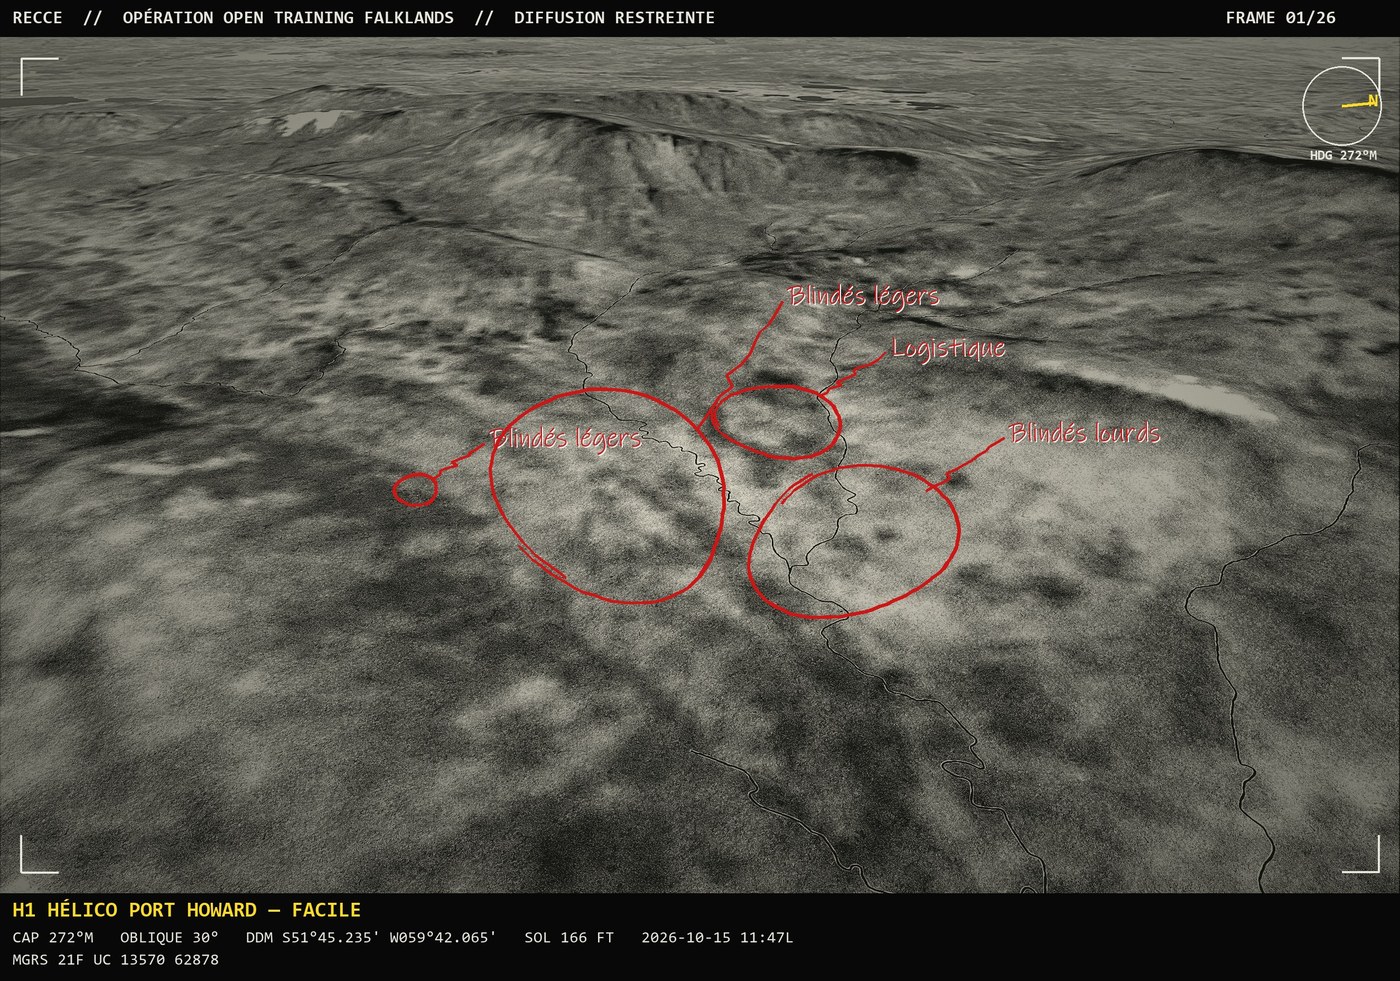 RECCE // OPÉRATION OPEN TRAINING FALKLANDS // DIFFUSION RESTREINTE
FRAME 01/26
N
HDG 272°M
Blindés légers
Logistique
Blindés légers
Blindés lourds
H1 HÉLICO PORT HOWARD — FACILE
CAP 272°M OBLIQUE 30° DDM S51°45.235' W059°42.065' SOL 166 FT 2026-10-15 11:47L
MGRS 21F UC 13570 62878